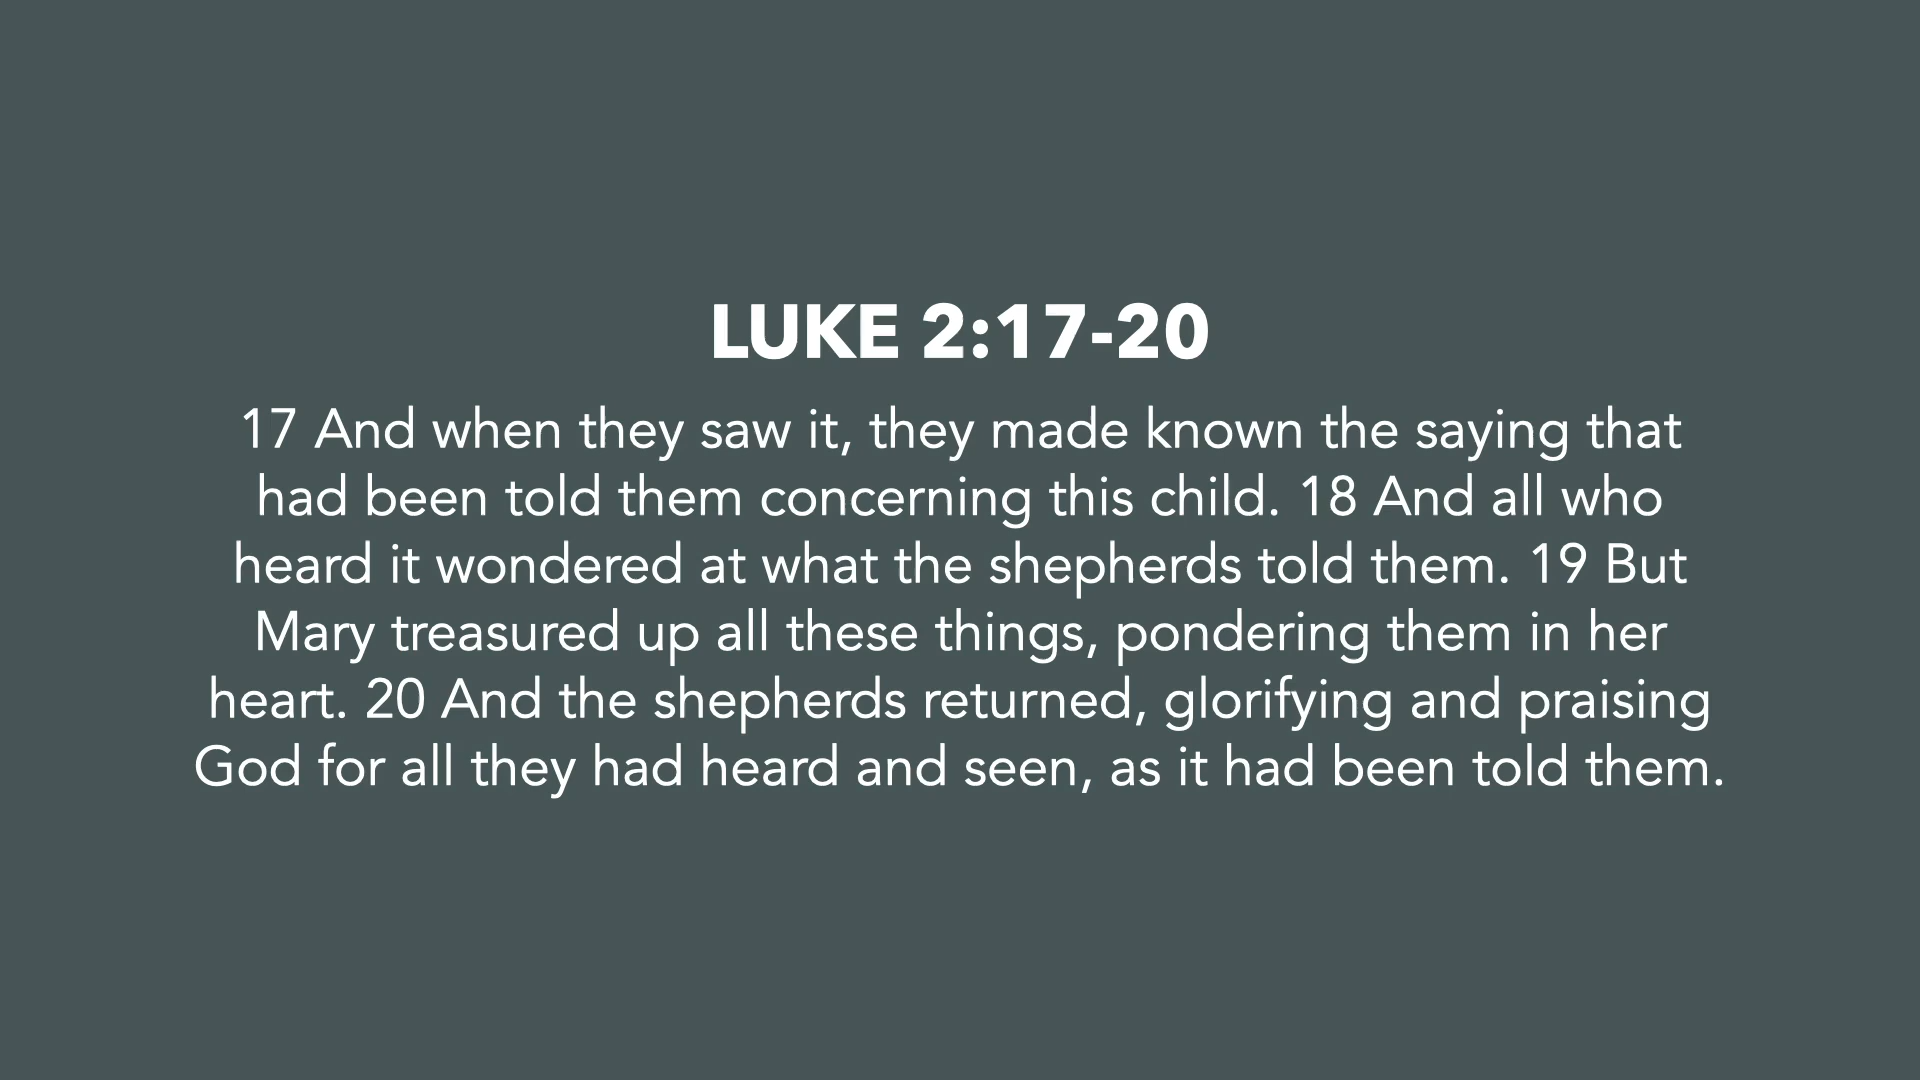 LUKE 2:17-20
17 And when they saw it, they made known the saying that
had been told them concerning this child. 18 And all who
heard it wondered at what the shepherds told them. 19 But
Mary treasured up all these things, pondering them in her
heart. 20 And the shepherds returned, glorifying and praising
God for all they had heard and seen, as it had been told them.